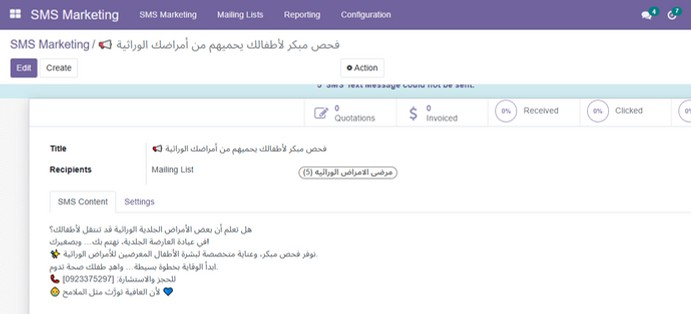 SMS Marketing
SMS Marketing Mailing Lists Reporting Configuration
4 7
SMS Marketing / 📢 فحص مبكر لأطفالك يحميهم من أمراضك الوراثية
Edit Create
Action
5 SMS Text Message could not be sent.
0 Quotations
0 Invoiced
0% Received
0% Clicked
Title
فحص مبكر لأطفالك يحميهم من أمراضك الوراثية 📢
Recipients
Mailing List
مرضى الامراض الوراثيه (5)
SMS Content Settings
هل تعلم أن بعض الأمراض الجلدية الوراثية قد تنتقل لأطفالك؟
في عيادة العارضة الجلدية، نهتم بك... وبصغيرك!
نوفر فحص مبكر، وعناية متخصصة لبشرة الأطفال المعرضين للأمراض الوراثية ✨.
ابدأ الوقاية بخطوة بسيطة... واهدِ طفلك صحة تدوم.
للحجز والاستشارة: [0923375297] 📞
💙 لأن العافية تورَّث مثل الملامح 👶